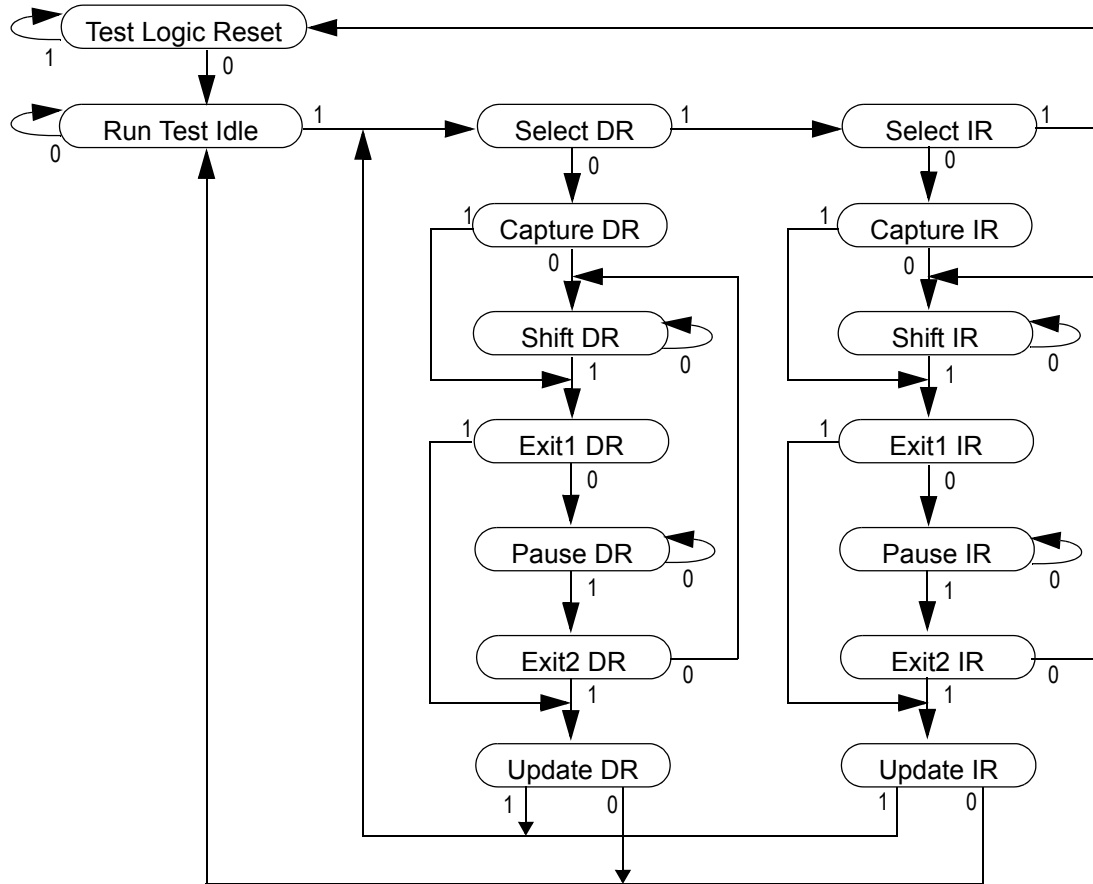 Test Logic Reset
1
0
Run Test Idle
1
0
Select DR
1
0
Select IR
1
0
Capture DR
1
0
Capture IR
1
0
Shift DR
0
1
Shift IR
0
1
Exit1 DR
1
0
Exit1 IR
1
0
Pause DR
0
1
Pause IR
0
1
Exit2 DR
0
1
Exit2 IR
0
1
Update DR
1
0
Update IR
1
0